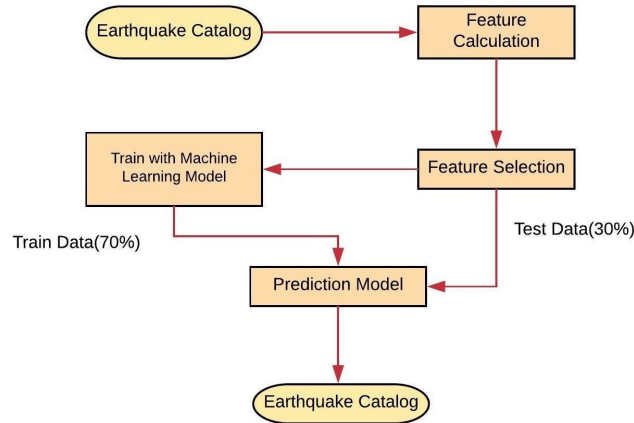 Earthquake Catalog
Feature
Calculation
Train with Machine
Learning Model
Feature Selection
Train Data(70%)
Test Data(30%)
Prediction Model
Earthquake Catalog